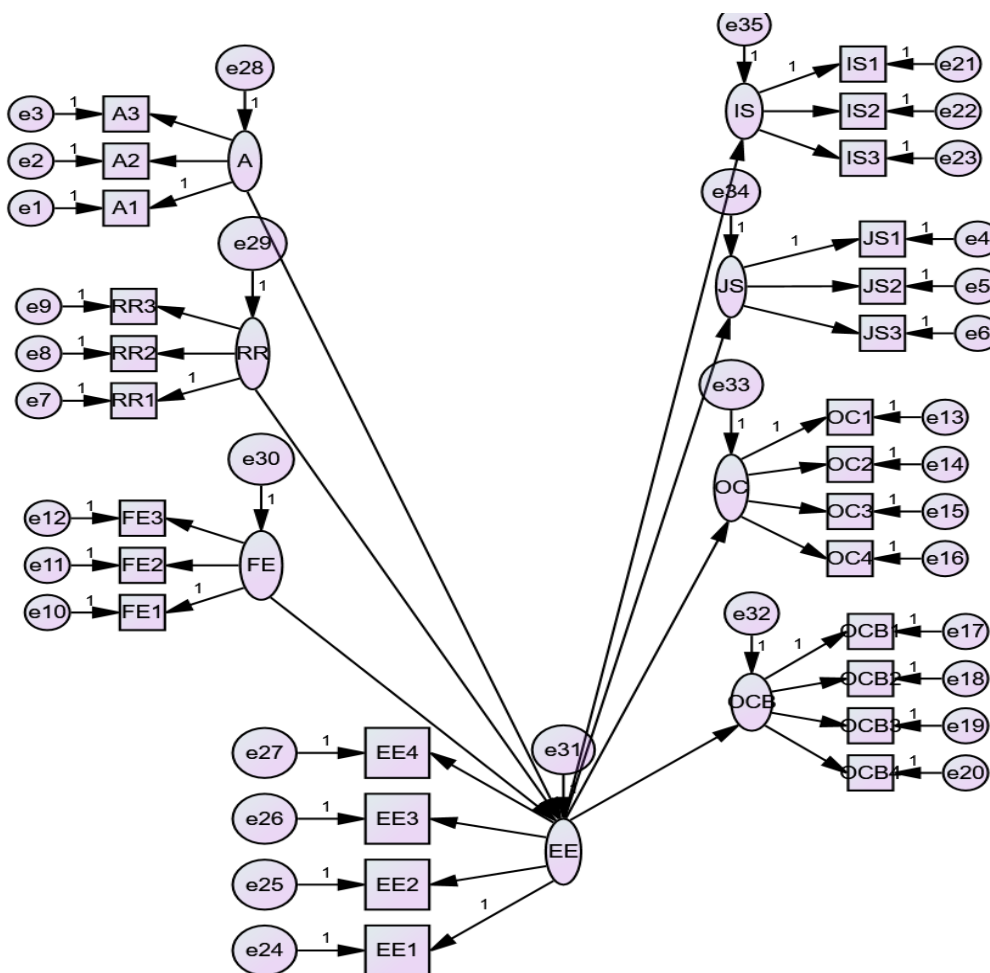 e28
1
e3
1
A3
e2
1
A2
A
e1
1
A1
1
e29
1
e9
1
RR3
e8
1
RR2
RR
e7
1
RR1
1
e30
1
e12
1
FE3
e11
1
FE2
FE
e10
1
FE1
1
e35
1
IS
1
IS1
1
e21
IS2
1
e22
IS3
1
e23
e34
1
JS
1
JS1
1
e4
JS2
1
e5
JS3
1
e6
e33
1
OC
1
OC1
1
e13
OC2
1
e14
OC3
1
e15
OC4
1
e16
e32
1
OCB
1
OCB1
1
e17
OCB2
1
e18
OCB3
1
e19
OCB4
1
e20
e31
EE
e27
1
EE4
e26
1
EE3
e25
1
EE2
e24
1
EE1
1